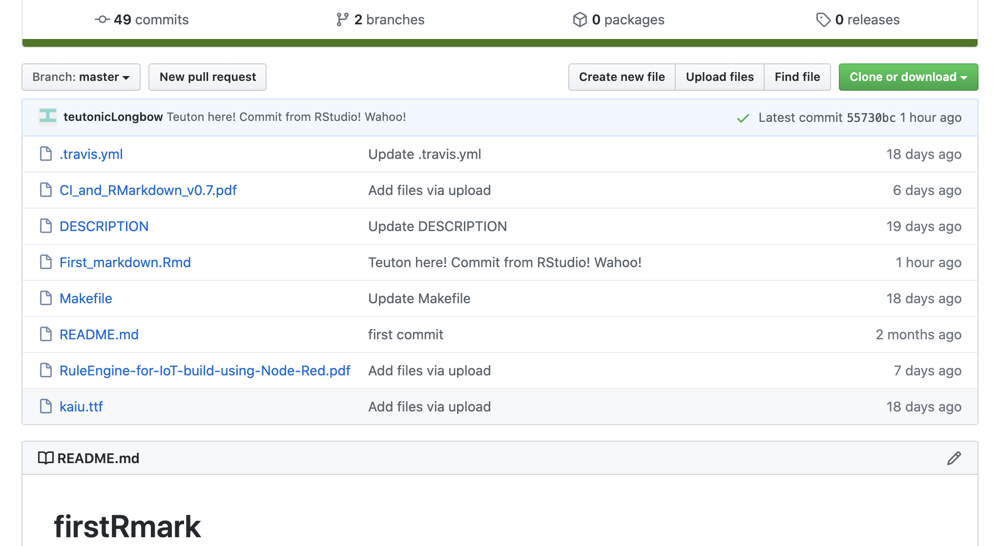 49 commits 2 branches 0 packages 0 releases
Branch: master New pull request Create new file Upload files Find file Clone or download
teutonicLongbow Teuton here! Commit from RStudio! Wahoo! Latest commit 55730bc 1 hour ago
.travis.yml Update .travis.yml 18 days ago
CI_and_RMarkdown_v0.7.pdf Add files via upload 6 days ago
DESCRIPTION Update DESCRIPTION 19 days ago
First_markdown.Rmd Teuton here! Commit from RStudio! Wahoo! 1 hour ago
Makefile Update Makefile 18 days ago
README.md first commit 2 months ago
RuleEngine-for-IoT-build-using-Node-Red.pdf Add files via upload 7 days ago
kaiu.ttf Add files via upload 18 days ago
README.md
firstRmark